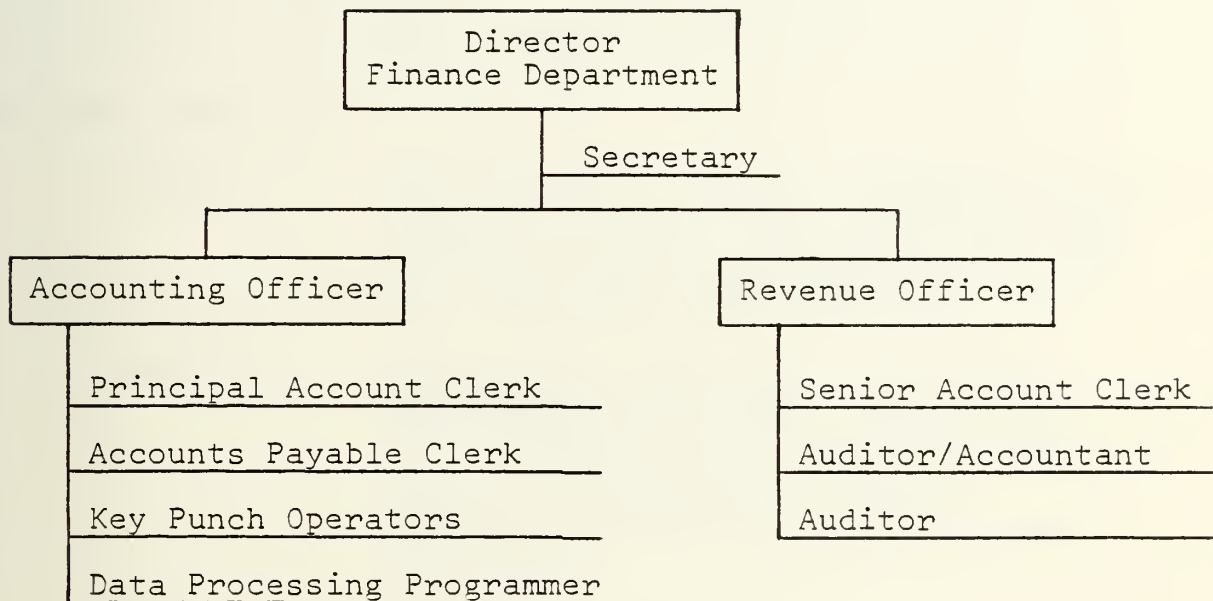 Director
Finance Department
Secretary
Accounting Officer
Revenue Officer
Principal Account Clerk
Accounts Payable Clerk
Key Punch Operators
Data Processing Programmer
Senior Account Clerk
Auditor/Accountant
Auditor